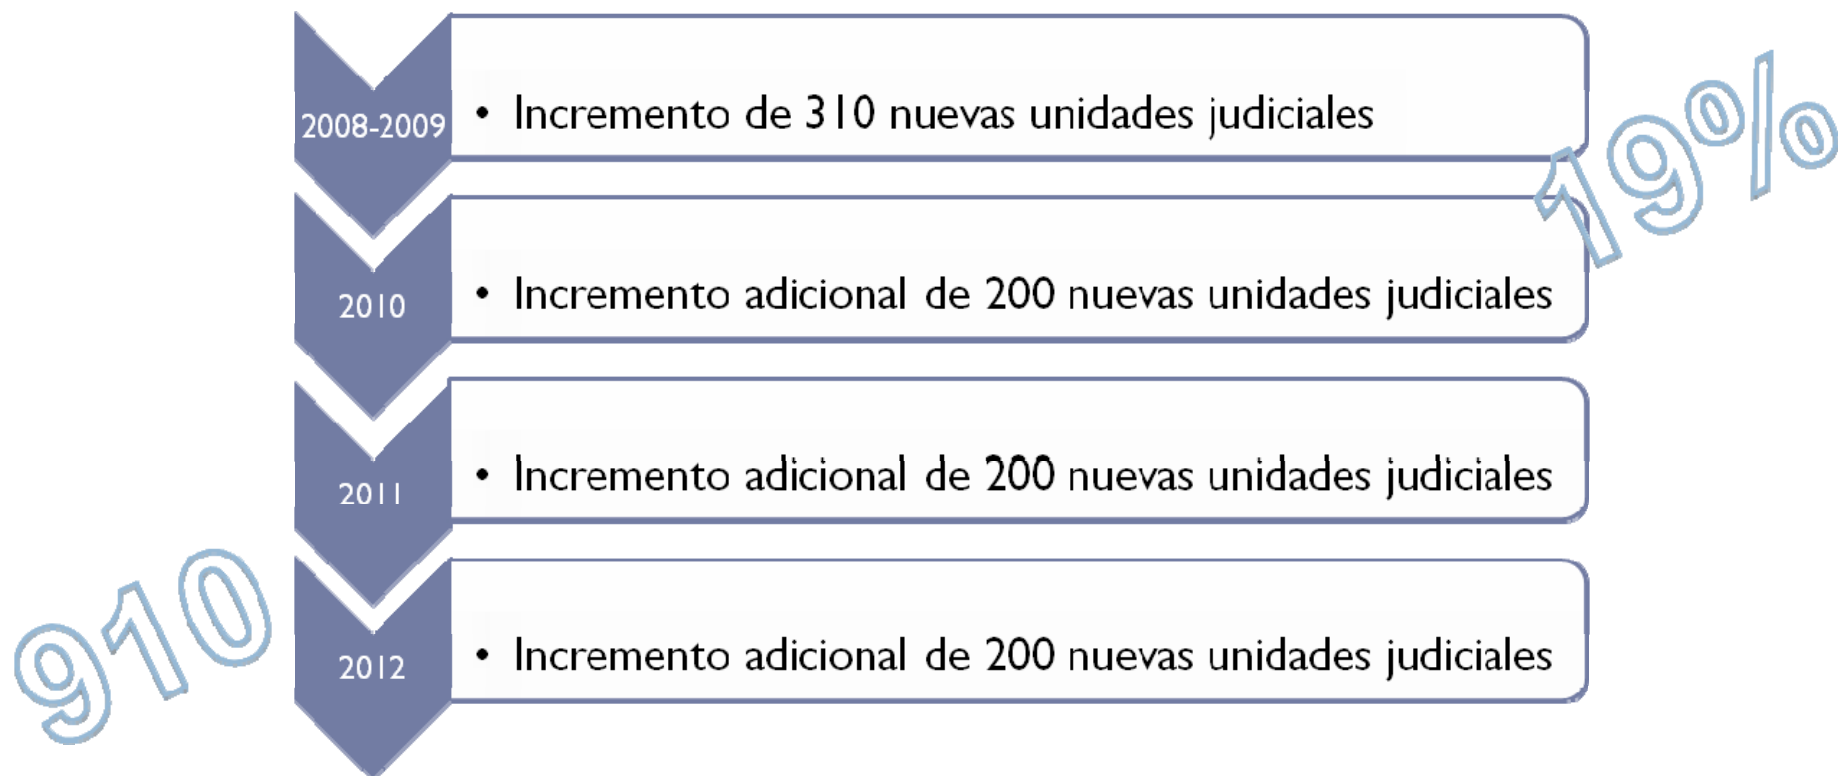 2008-2009
• Incremento de 310 nuevas unidades judiciales
19%
2010
• Incremento adicional de 200 nuevas unidades judiciales
2011
• Incremento adicional de 200 nuevas unidades judiciales
910
2012
• Incremento adicional de 200 nuevas unidades judiciales